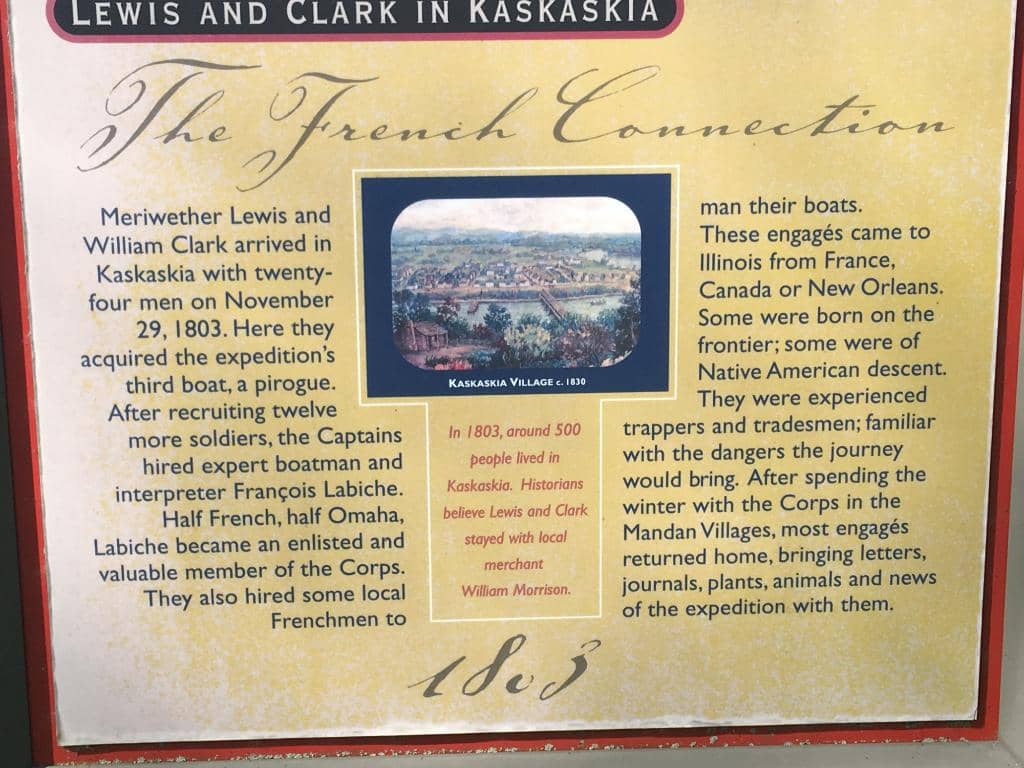 LEWIS AND CLARK IN KASKASKIA
The French Connection
Meriwether Lewis and
William Clark arrived in
Kaskaskia with twenty-
four men on November
29, 1803. Here they
acquired the expedition's
third boat, a pirogue.
After recruiting twelve
more soldiers, the Captains
hired expert boatman and
interpreter François Labiche.
Half French, half Omaha,
Labiche became an enlisted and
valuable member of the Corps.
They also hired some local
Frenchmen to
KASKASKIA VILLAGE c. 1830
In 1803, around 500
people lived in
Kaskaskia. Historians
believe Lewis and Clark
stayed with local
merchant
William Morrison.
man their boats.
These engagés came to
Illinois from France,
Canada or New Orleans.
Some were born on the
frontier; some were of
Native American descent.
They were experienced
trappers and tradesmen; familiar
with the dangers the journey
would bring. After spending the
winter with the Corps in the
Mandan Villages, most engagés
returned home, bringing letters,
journals, plants, animals and news
of the expedition with them.
1803